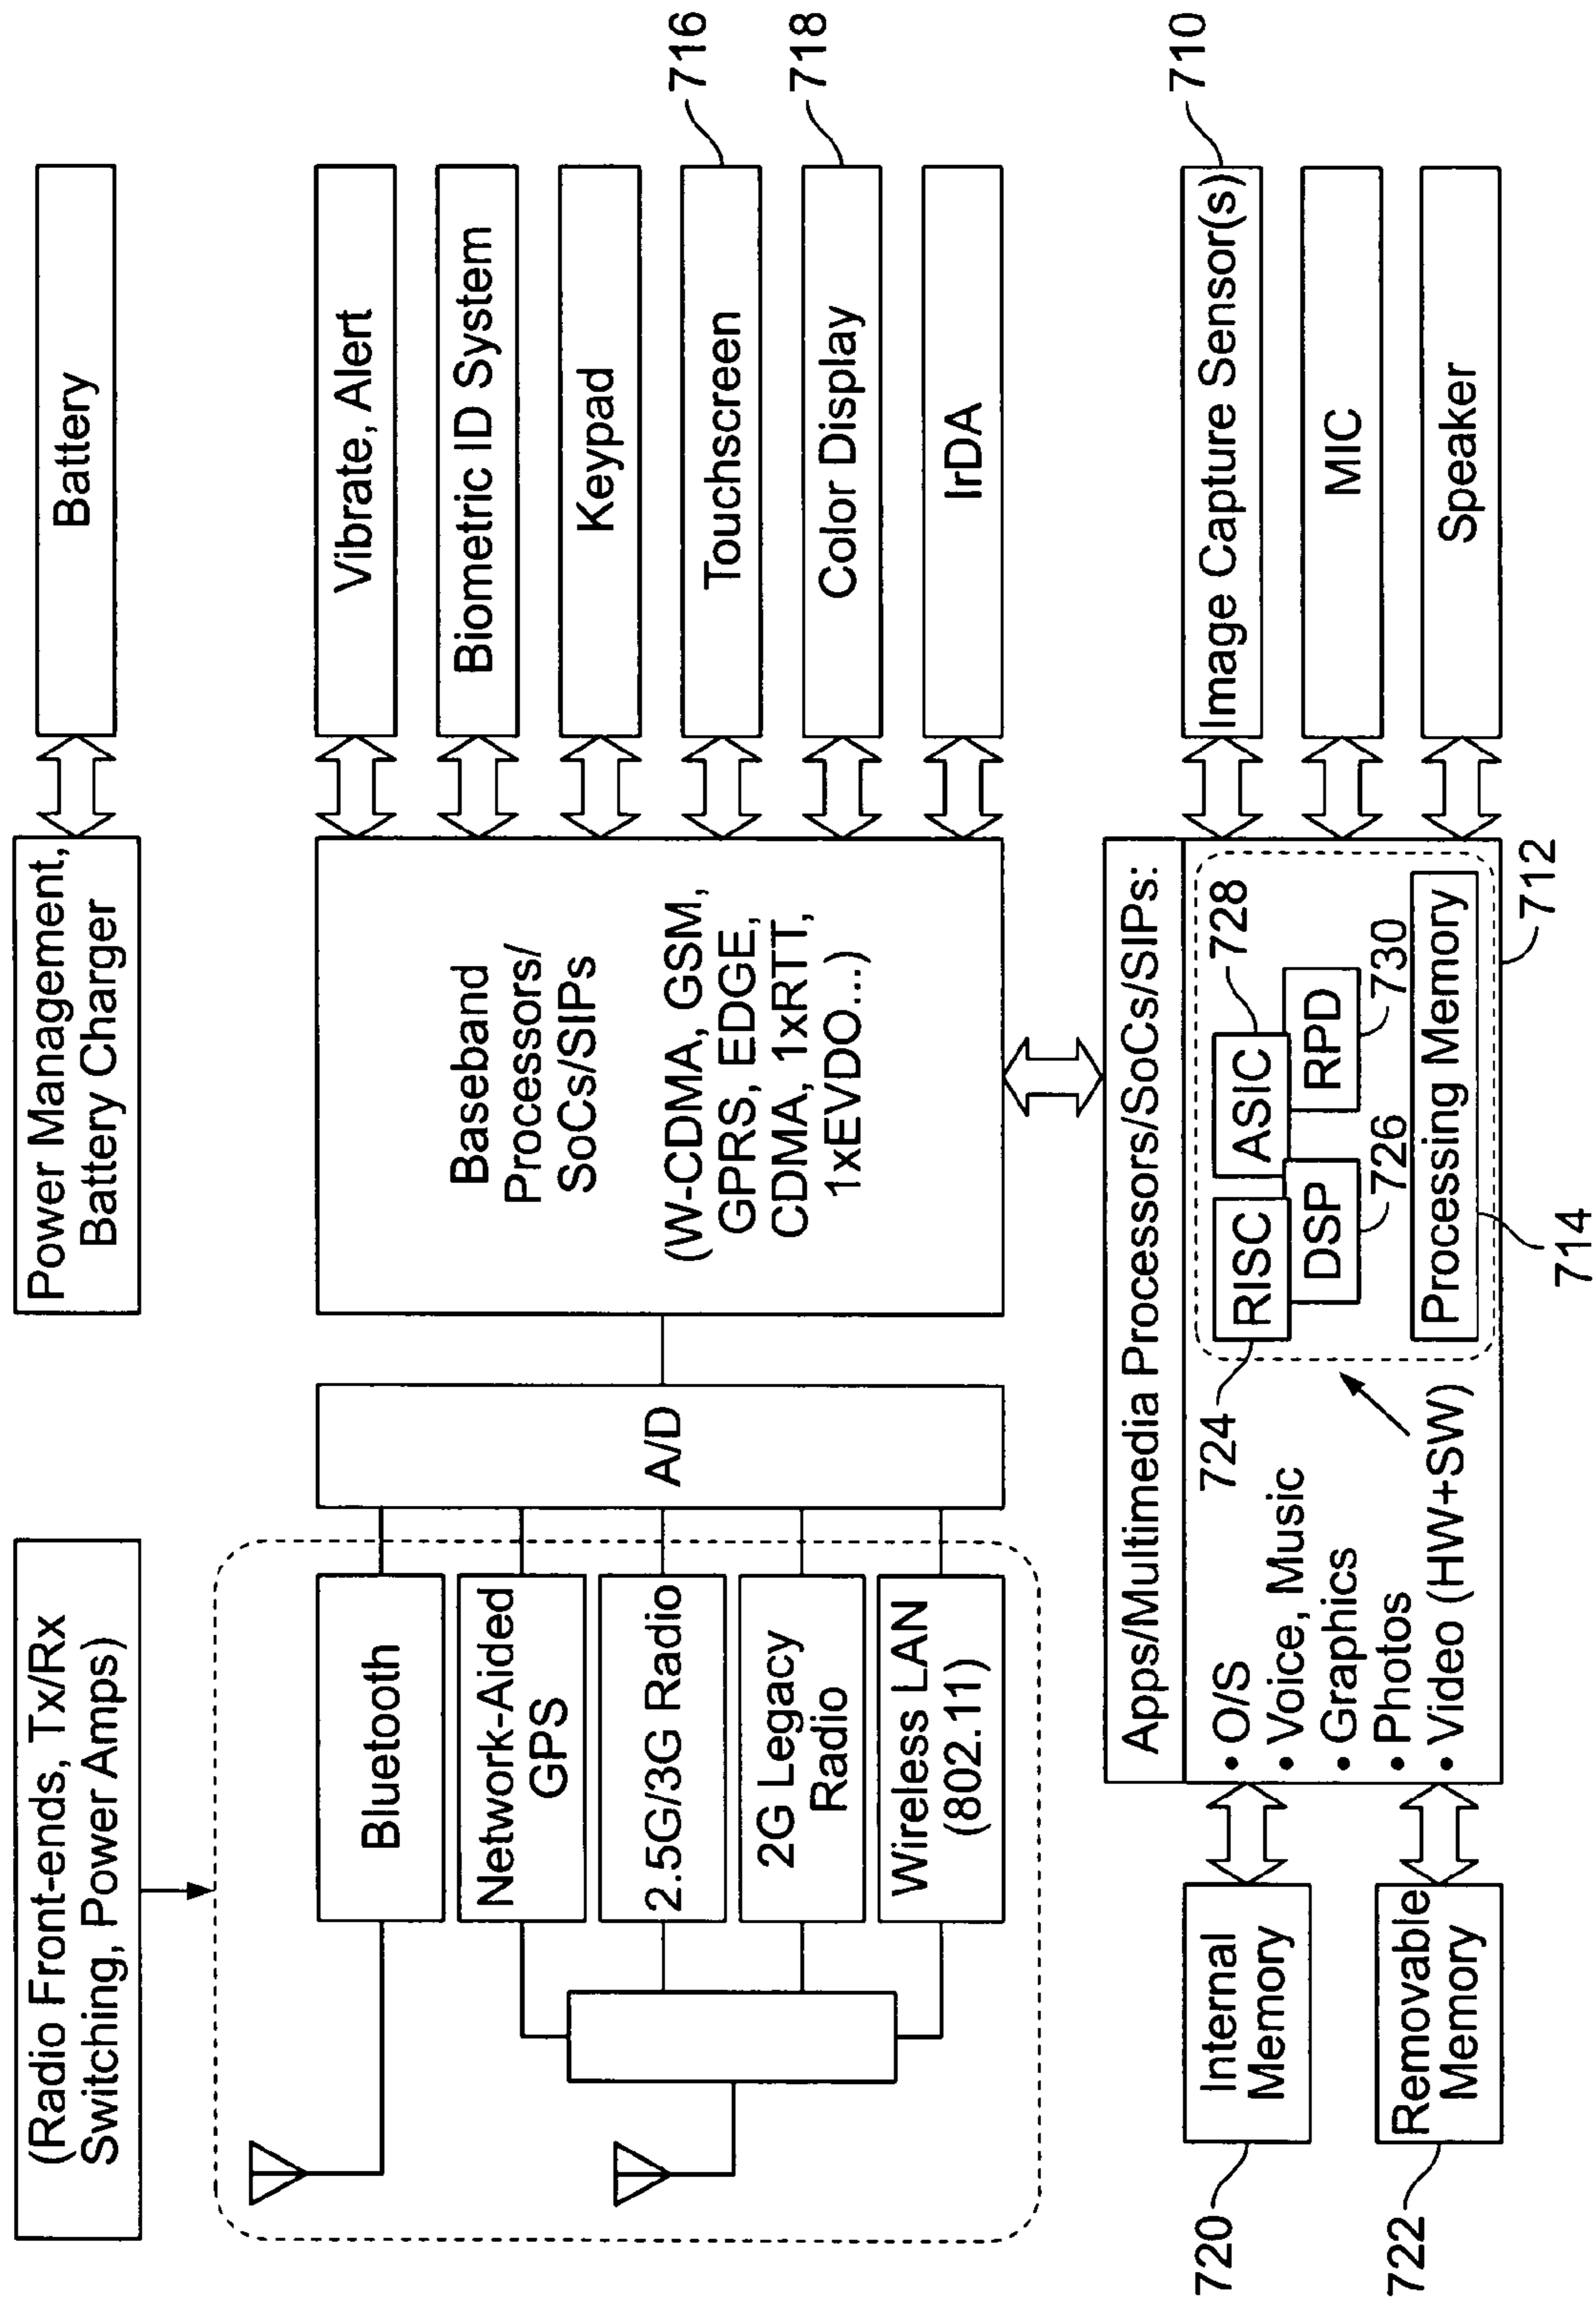 (Radio Front-ends, Tx/Rx
Switching, Power Amps)
Power Management,
Battery Charger
Battery
Bluetooth
Network-Aided
GPS
2.5G/3G Radio
2G Legacy
Radio
Wireless LAN
(802.11)
A/D
Baseband
Processors/
SoCs/SIPs
(W-CDMA, GSM,
GPRS, EDGE,
CDMA, 1xRTT,
1xEVDO...)
Vibrate, Alert
Biometric ID System
Keypad
Touchscreen
716
Color Display
718
IrDA
720
Internal
Memory
722
Removable
Memory
Apps/Multimedia Processors/SoCs/SIPs:
• O/S
• Voice, Music
• Graphics
• Photos
• Video (HW+SW)
724
RISC
ASIC
728
DSP
RPD
726
730
Processing Memory
714
712
Image Capture Sensor(s)
710
MIC
Speaker